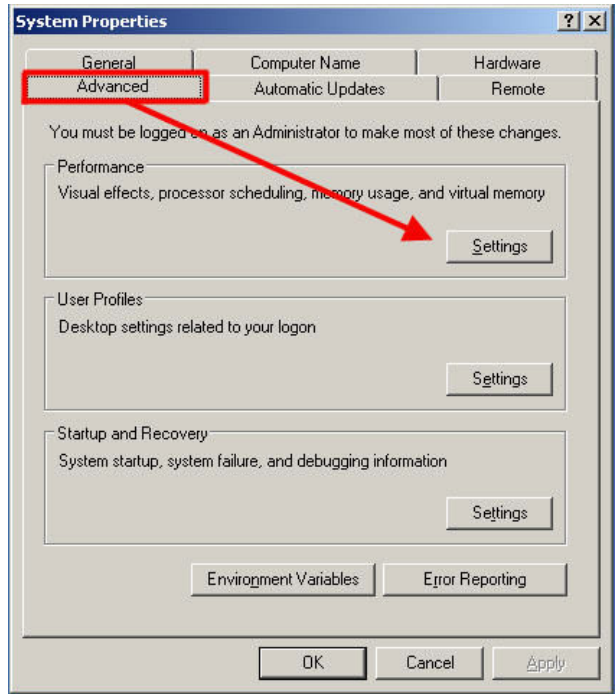 System Properties
General
Computer Name
Hardware
Advanced
Automatic Updates
Remote
You must be logged on as an Administrator to make most of these changes.
Performance
Visual effects, processor scheduling, memory usage, and virtual memory
Settings
User Profiles
Desktop settings related to your logon
Settings
Startup and Recovery
System startup, system failure, and debugging information
Settings
Environment Variables
Error Reporting
OK
Cancel
Apply